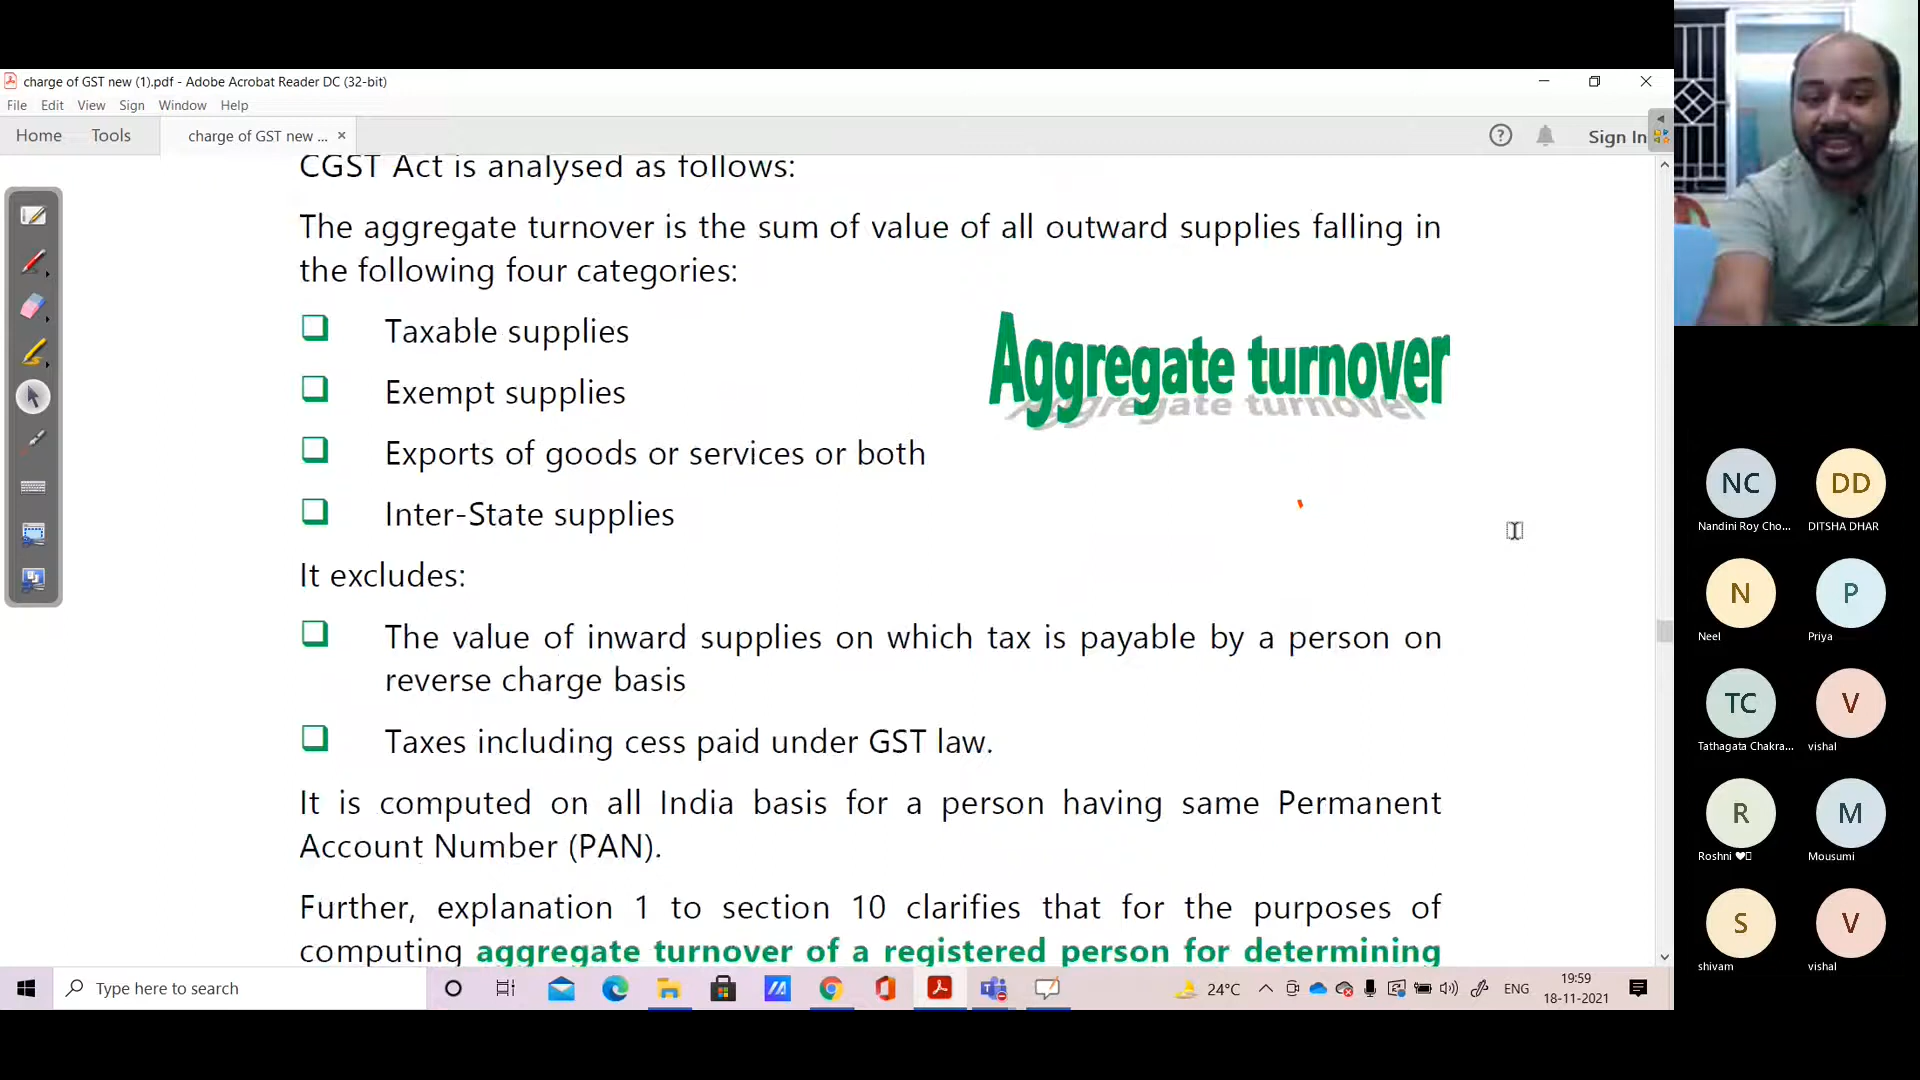 charge of GST new (1).pdf - Adobe Acrobat Reader DC (32-bit)
File Edit View Sign Window Help
Home Tools charge of GST new ... × Sign In
CGST Act is analysed as follows:
The aggregate turnover is the sum of value of all outward supplies falling in
the following four categories:
Taxable supplies
Aggregate turnover
Exempt supplies
Exports of goods or services or both
Inter-State supplies
It excludes:
The value of inward supplies on which tax is payable by a person on
reverse charge basis
Taxes including cess paid under GST law.
It is computed on all India basis for a person having same Permanent
Account Number (PAN).
Further, explanation 1 to section 10 clarifies that for the purposes of
computing aggregate turnover of a registered person for determining
Type here to search
24°C
ENG
19:59
18-11-2021
NC DD
Nandini Roy Cho... DITSHA DHAR
N P
Neel Priya
TC V
Tathagata Chakra... vishal
R M
Roshni ❤ Mousumi
S V
shivam vishal